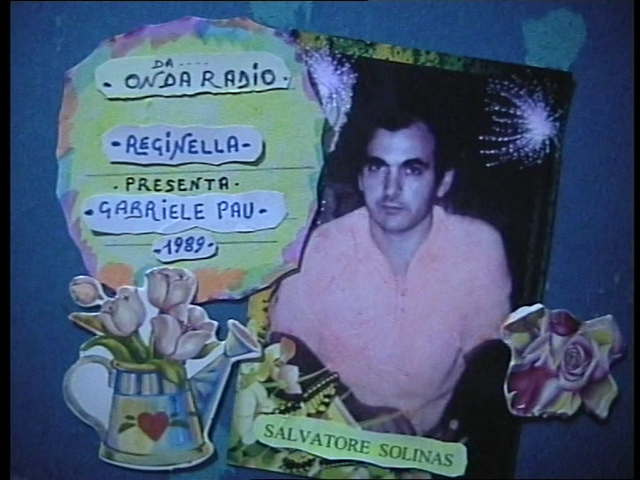 DA....
- ONDA RADIO -
- REGINELLA -
- PRESENTA -
- GABRIELE PAU -
- 1989 -
SALVATORE SOLINAS